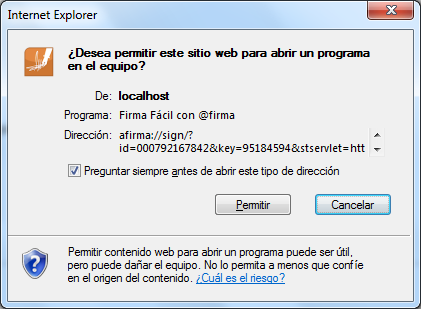 Internet Explorer
¿Desea permitir este sitio web para abrir un programa
en el equipo?
De: localhost
Programa: Firma Fácil con @firma
Dirección: afirma://sign/?
id=000792167842&key=95184594&stservlet=htt
Preguntar siempre antes de abrir este tipo de dirección
Permitir Cancelar
Permitir contenido web para abrir un programa puede ser útil,
pero puede dañar el equipo. No lo permita a menos que confíe
en el origen del contenido. ¿Cuál es el riesgo?